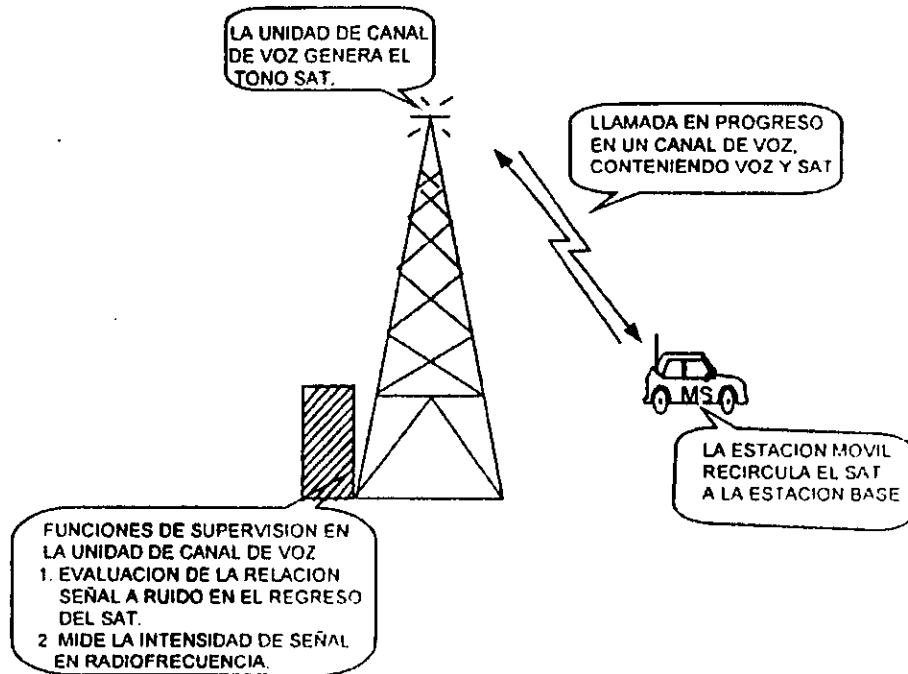 LA UNIDAD DE CANAL
DE VOZ GENERA EL
TONO SAT.
LLAMADA EN PROGRESO
EN UN CANAL DE VOZ,
CONTENIENDO VOZ Y SAT
MS
LA ESTACION MOVIL
RECIRCULA EL SAT
A LA ESTACION BASE
FUNCIONES DE SUPERVISION EN
LA UNIDAD DE CANAL DE VOZ
1. EVALUACION DE LA RELACION
SEÑAL A RUIDO EN EL REGRESO
DEL SAT.
2 MIDE LA INTENSIDAD DE SEÑAL
EN RADIOFRECUENCIA.